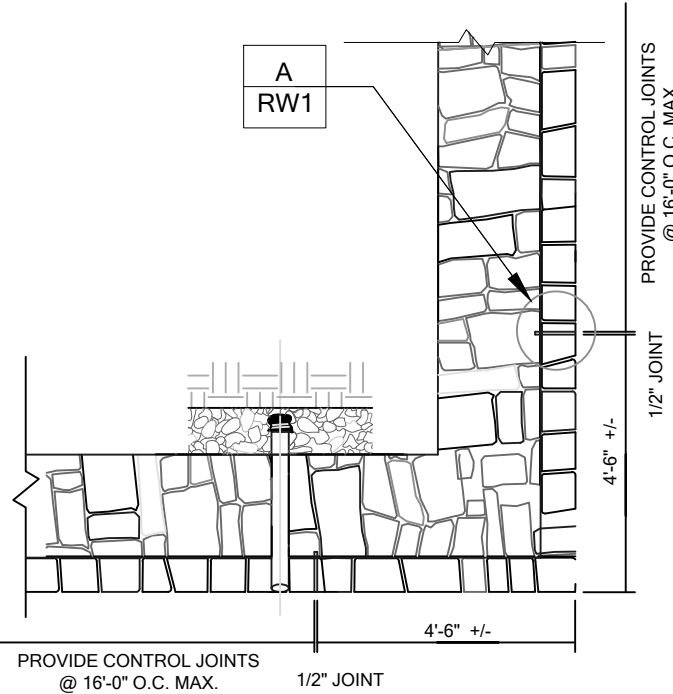 A
RW1
PROVIDE CONTROL JOINTS
@ 16'-0" O.C. MAX.
1/2" JOINT
4'-6" +/-
4'-6" +/-
PROVIDE CONTROL JOINTS
@ 16'-0" O.C. MAX.
1/2" JOINT